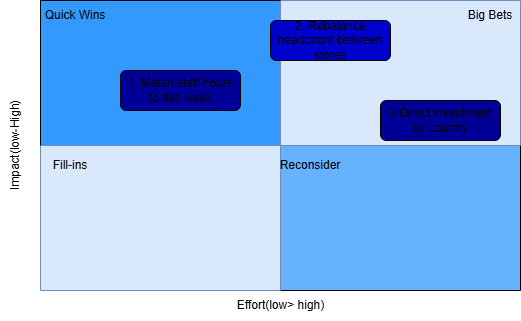 Quick Wins
Big Bets
2. Rebalance
headcount between
stores
1. Match staff hours
to this week
3.Direct investment
by country
Impact(low-High)
Fill-ins
Reconsider
Effort(low> high)